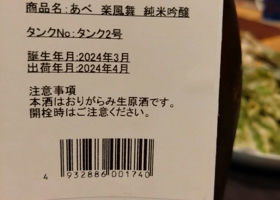 商品名：あべ 楽風舞 純米吟醸
タンクNo：タンク2号
誕生年月：2024年3月
出荷年月：2024年4月
注意事項
本酒はおりがらみ生原酒です。
開栓時はご注意ください。
4 932886 001740